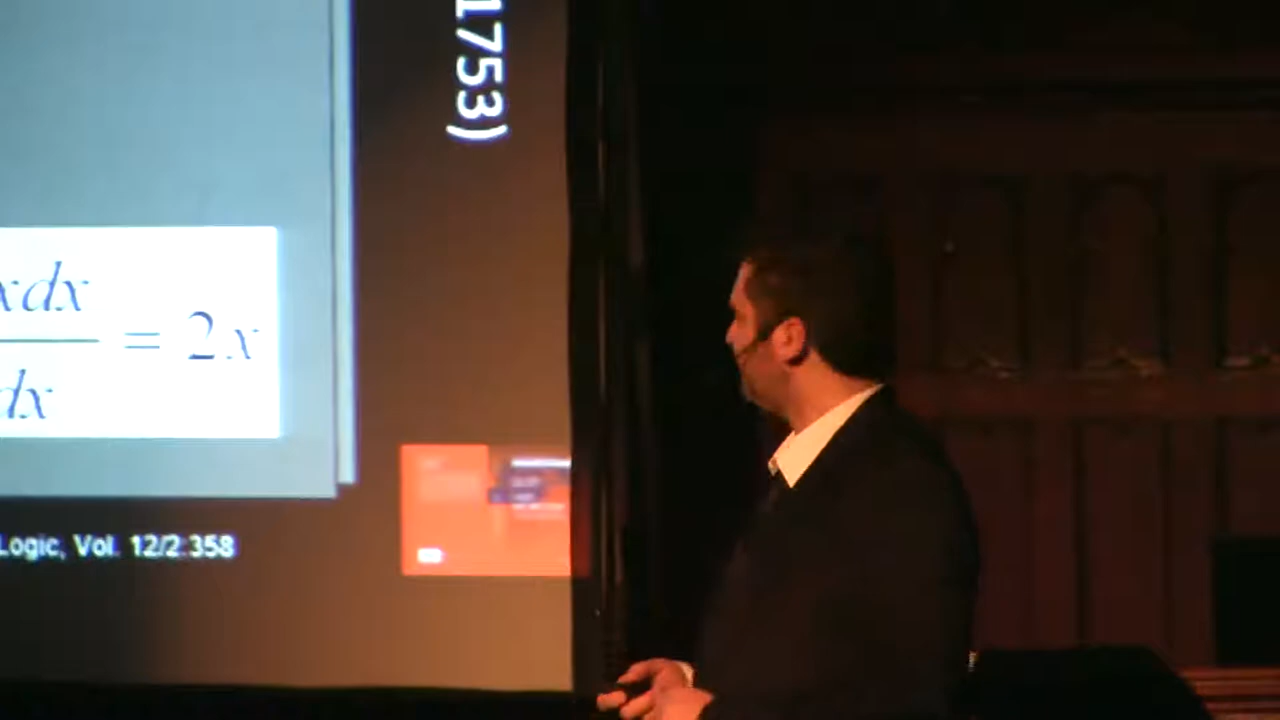 1753)
xdx
= 2x
dx
Logic, Vol. 12/2:358